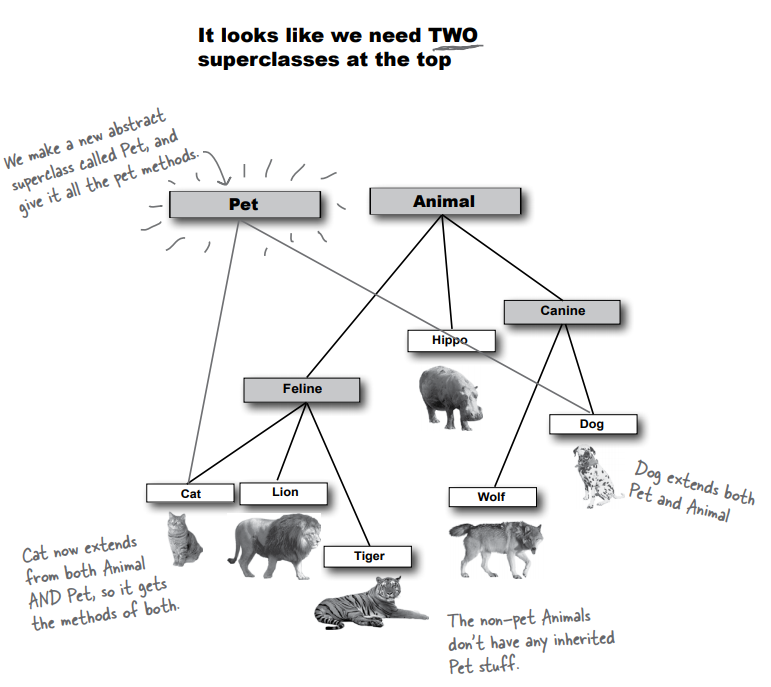 It looks like we need TWO
superclasses at the top
We make a new abstract
superclass called Pet, and
give it all the pet methods.
Pet
Animal
Canine
Hippo
Feline
Dog
Cat
Lion
Wolf
Dog extends both
Pet and Animal
Tiger
Cat now extends
from both Animal
AND Pet, so it gets
the methods of both.
The non-pet Animals
don't have any inherited
Pet stuff.